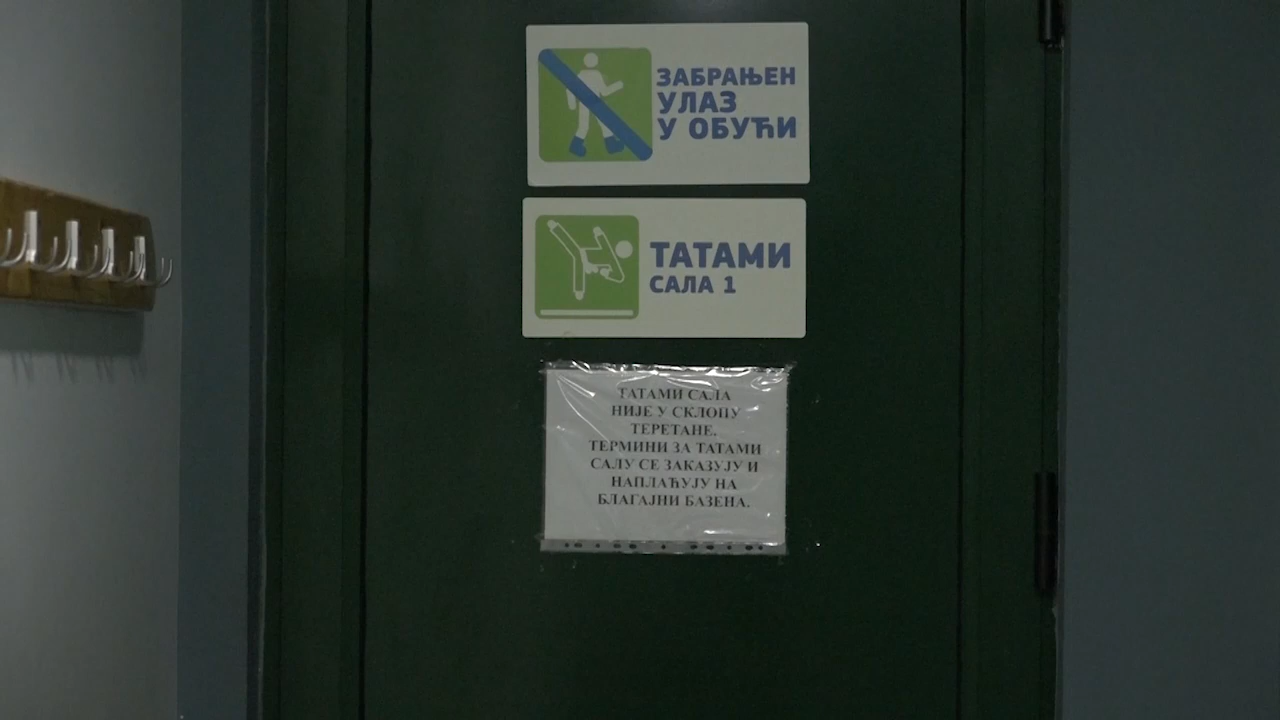 ЗАБРАЊЕН
УЛАЗ
У ОБУЋИ
ТАТАМИ
САЛА 1
ТАТАМИ САЛА
НИЈЕ У СКЛОПУ
ТЕРЕТАНЕ.
ТЕРМИНИ ЗА ТАТАМИ
САЛУ СЕ ЗАКАЗУЈУ И
НАПЛАЋУЈУ НА
БЛАГАЈНИ БАЗЕНА.